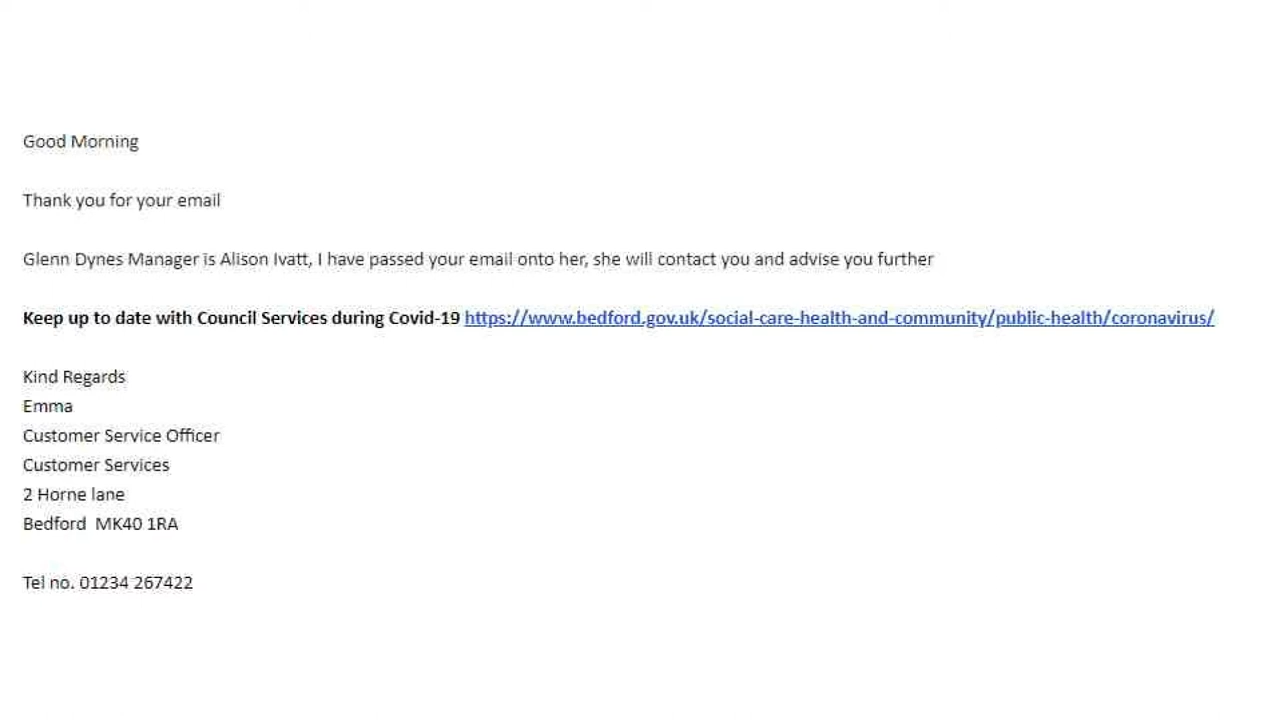 Good Morning
Thank you for your email
Glenn Dynes Manager is Alison Ivatt, I have passed your email onto her, she will contact you and advise you further
Keep up to date with Council Services during Covid-19 https://www.bedford.gov.uk/social-care-health-and-community/public-health/coronavirus/
Kind Regards
Emma
Customer Service Officer
Customer Services
2 Horne lane
Bedford  MK40 1RA
Tel no. 01234 267422